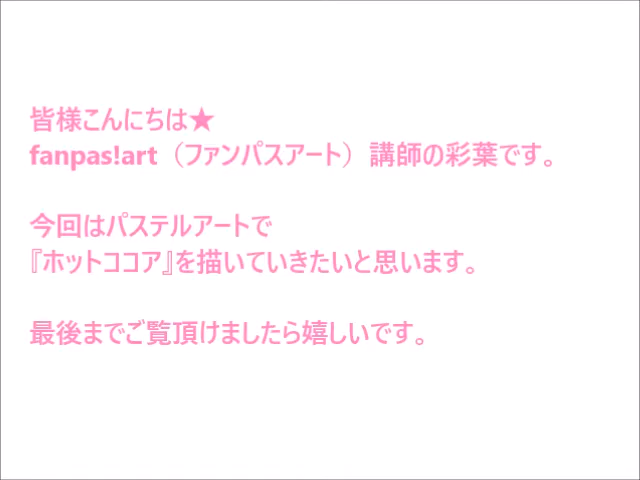 皆様こんにちは★
fanpas!art（ファンパスアート）講師の彩葉です。
今回はパステルアートで
『ホットココア』を描いていきたいと思います。
最後までご覧頂けましたら嬉しいです。